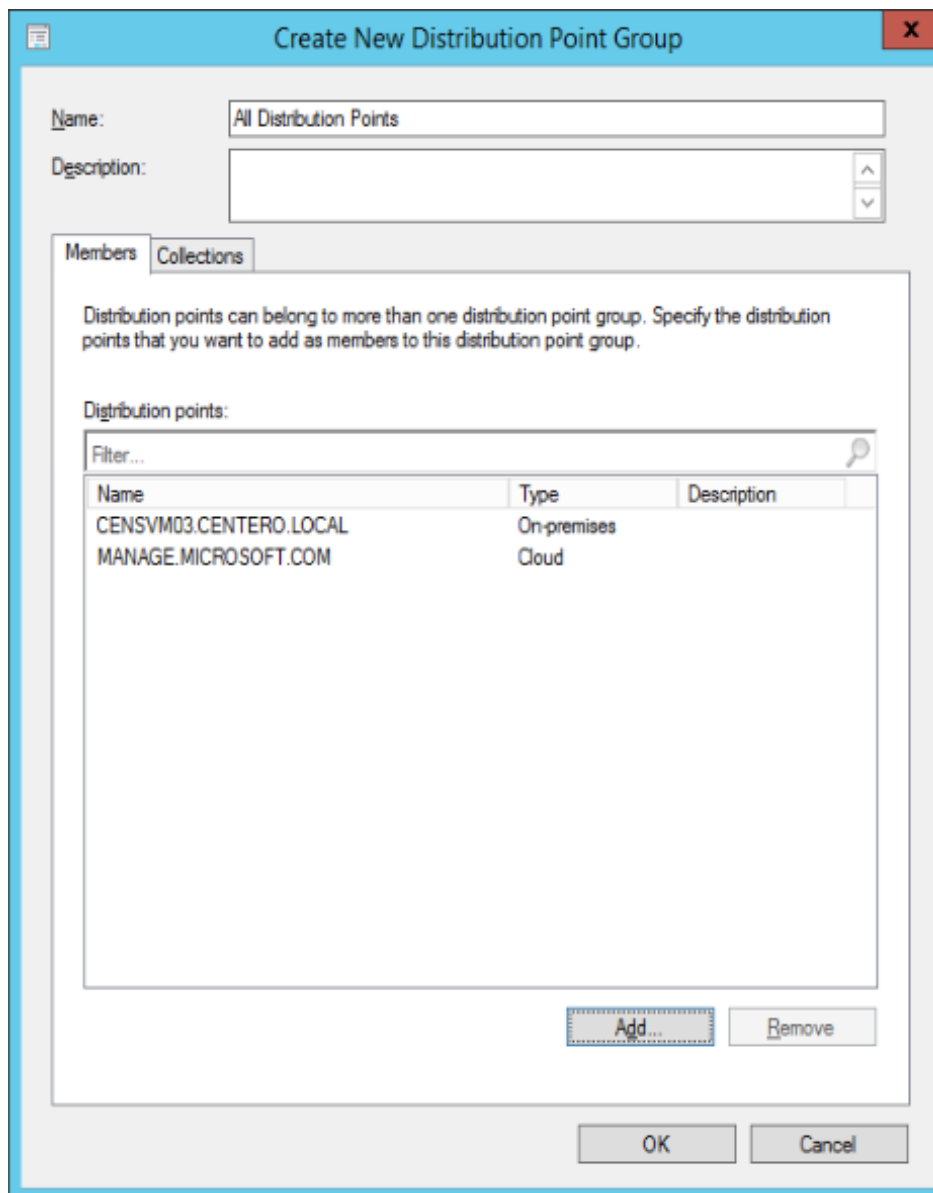 Create New Distribution Point Group
x
Name:
All Distribution Points
Description:
Members
Collections
Distribution points can belong to more than one distribution point group. Specify the distribution
points that you want to add as members to this distribution point group.
Distribution points:
Filter...
Name Type Description
CENSVM03.CENTERO.LOCAL On-premises
MANAGE.MICROSOFT.COM Cloud
Add... Remove
OK Cancel